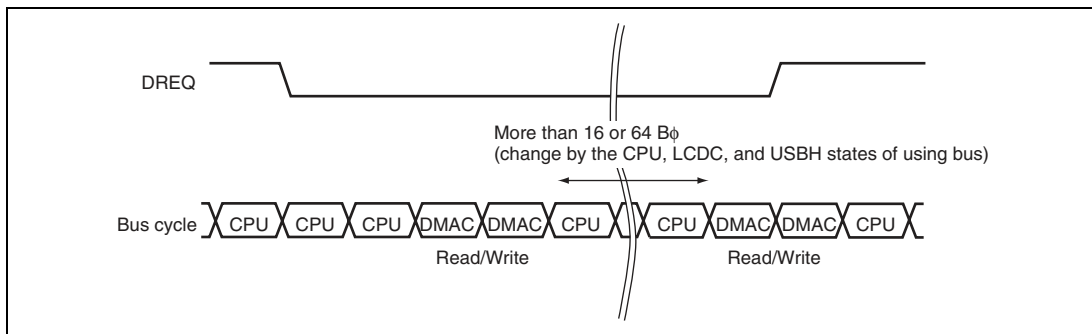 DREQ
More than 16 or 64 Bϕ
(change by the CPU, LCDC, and USBH states of using bus)
Bus cycle CPU CPU CPU DMAC DMAC CPU CPU DMAC DMAC CPU
Read/Write Read/Write